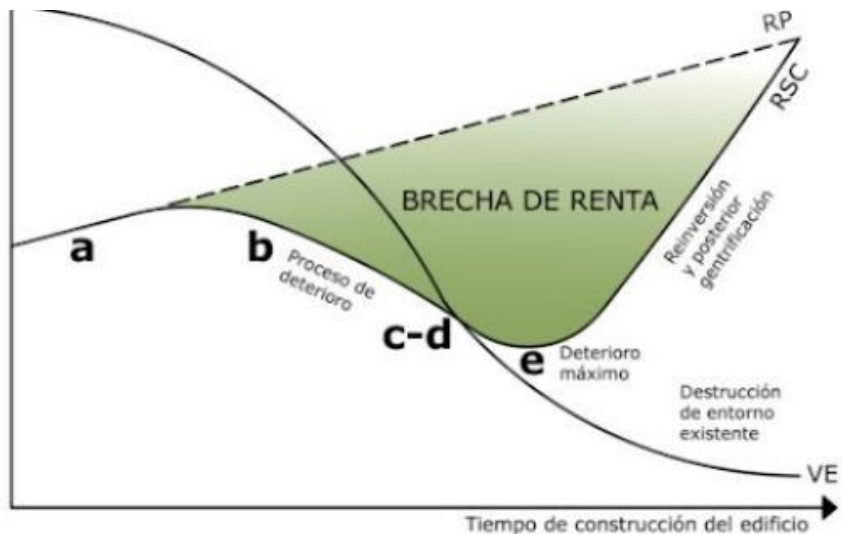 RP
RSC
BRECHA DE RENTA
Reinversión
y posterior
gentrificación
a
b
Proceso de
deterioro
c-d
e
Deterioro
máximo
Destrucción
de entorno
existente
VE
Tiempo de construcción del edificio